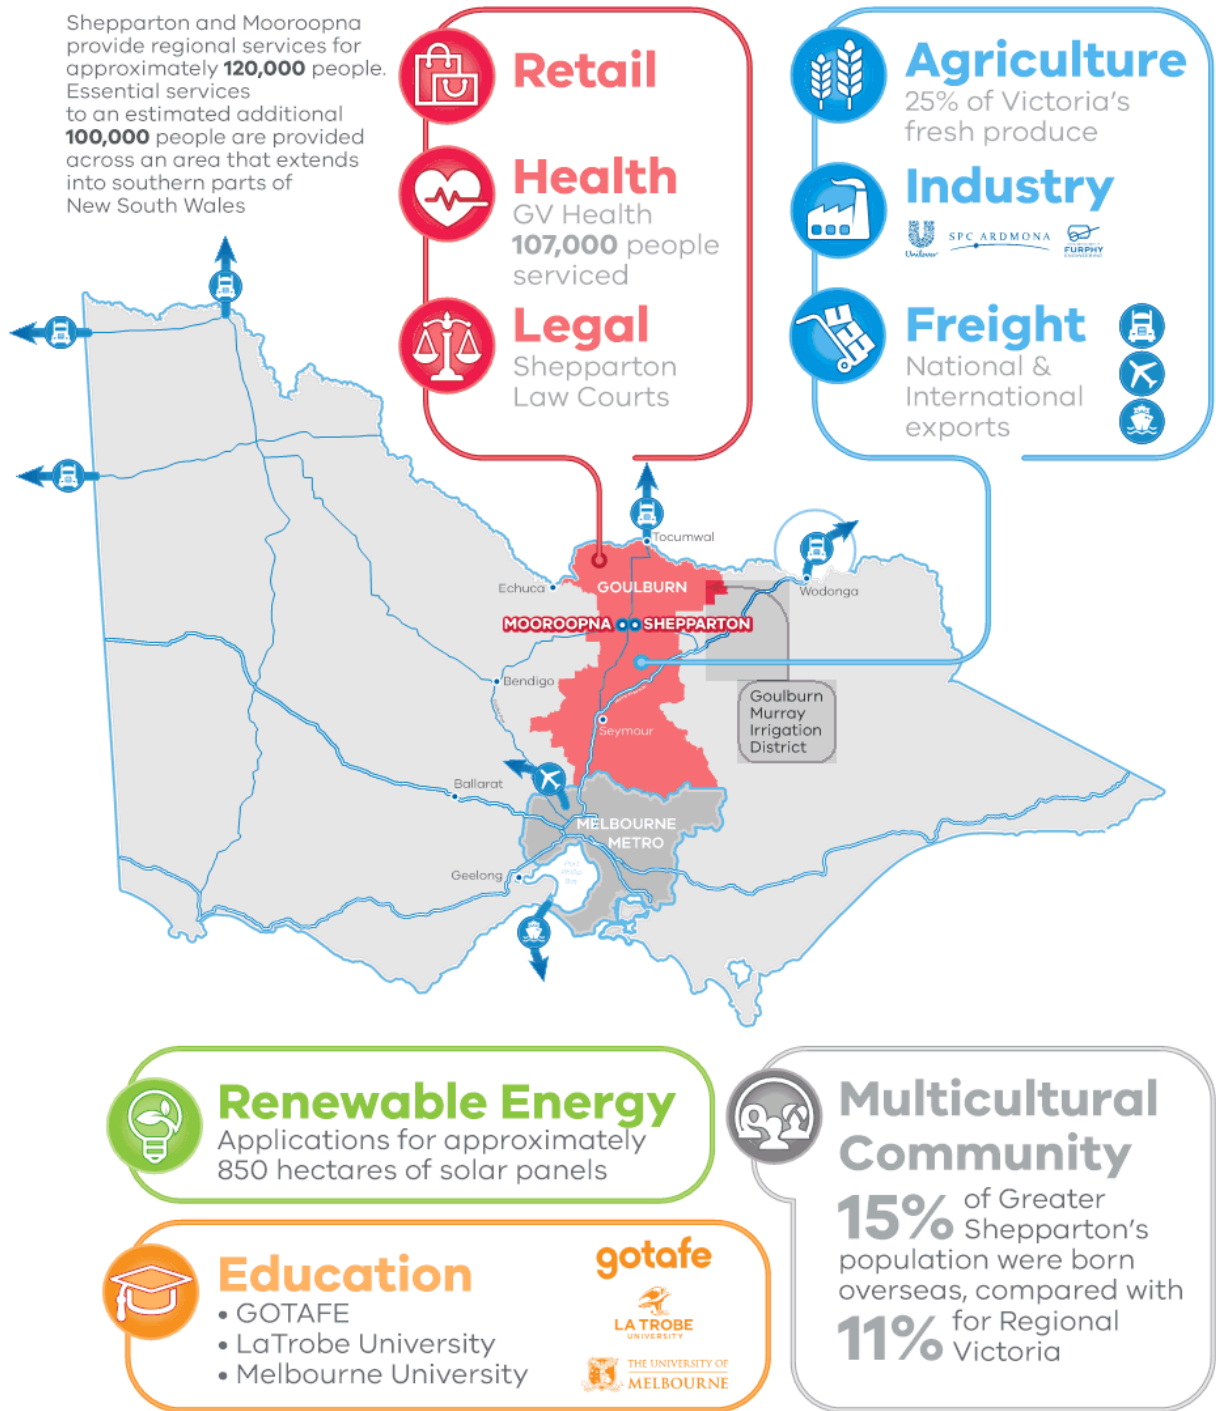 Shepparton and Mooroopna
provide regional services for
approximately 120,000 people.
Essential services
to an estimated additional
100,000 people are provided
across an area that extends
into southern parts of
New South Wales
Retail
Health
GV Health
107,000 people
serviced
Legal
Shepparton
Law Courts
Agriculture
25% of Victoria's
fresh produce
Industry
Unilever
SPC ARDMONA
FURPHY
ENGINEERING
Freight
National &
International
exports
Tocumwal
Echuca
GOULBURN
Wodonga
MOOROOPNA
SHEPPARTON
Bendigo
Goulburn
Murray
Irrigation
District
Seymour
Ballarat
MELBOURNE
METRO
Port
Phillip
Bay
Geelong
Renewable Energy
Applications for approximately
850 hectares of solar panels
Education
• GOTAFE
• LaTrobe University
• Melbourne University
gotafe
LA TROBE
UNIVERSITY
THE UNIVERSITY OF
MELBOURNE
Multicultural
Community
15% of Greater
Shepparton's
population were born
overseas, compared with
11% for Regional
Victoria